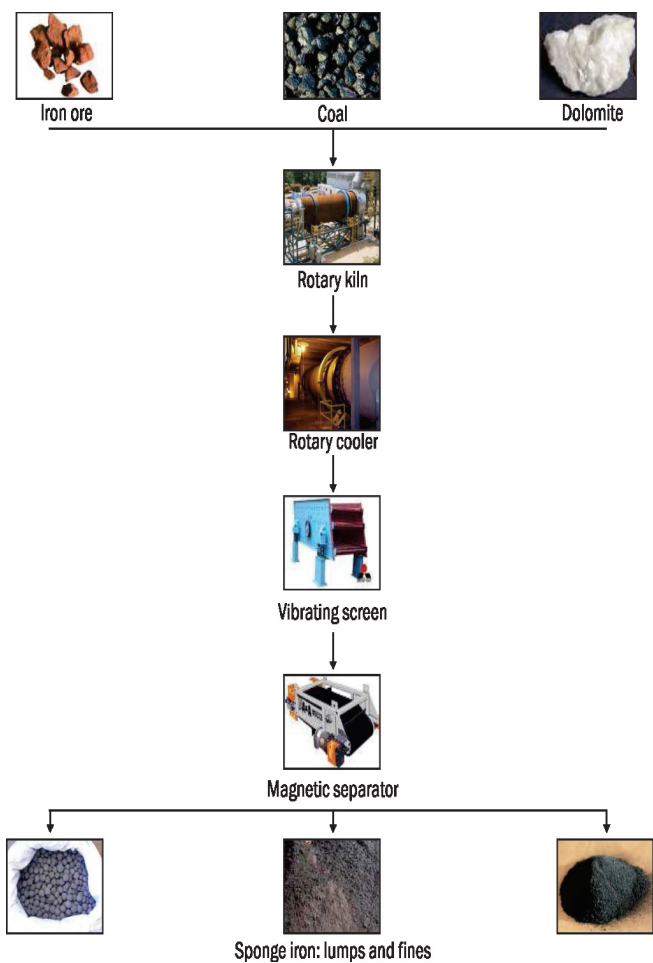 Iron ore
Coal
Dolomite
Rotary kiln
Rotary cooler
Vibrating screen
Magnetic separator
Sponge iron: lumps and fines